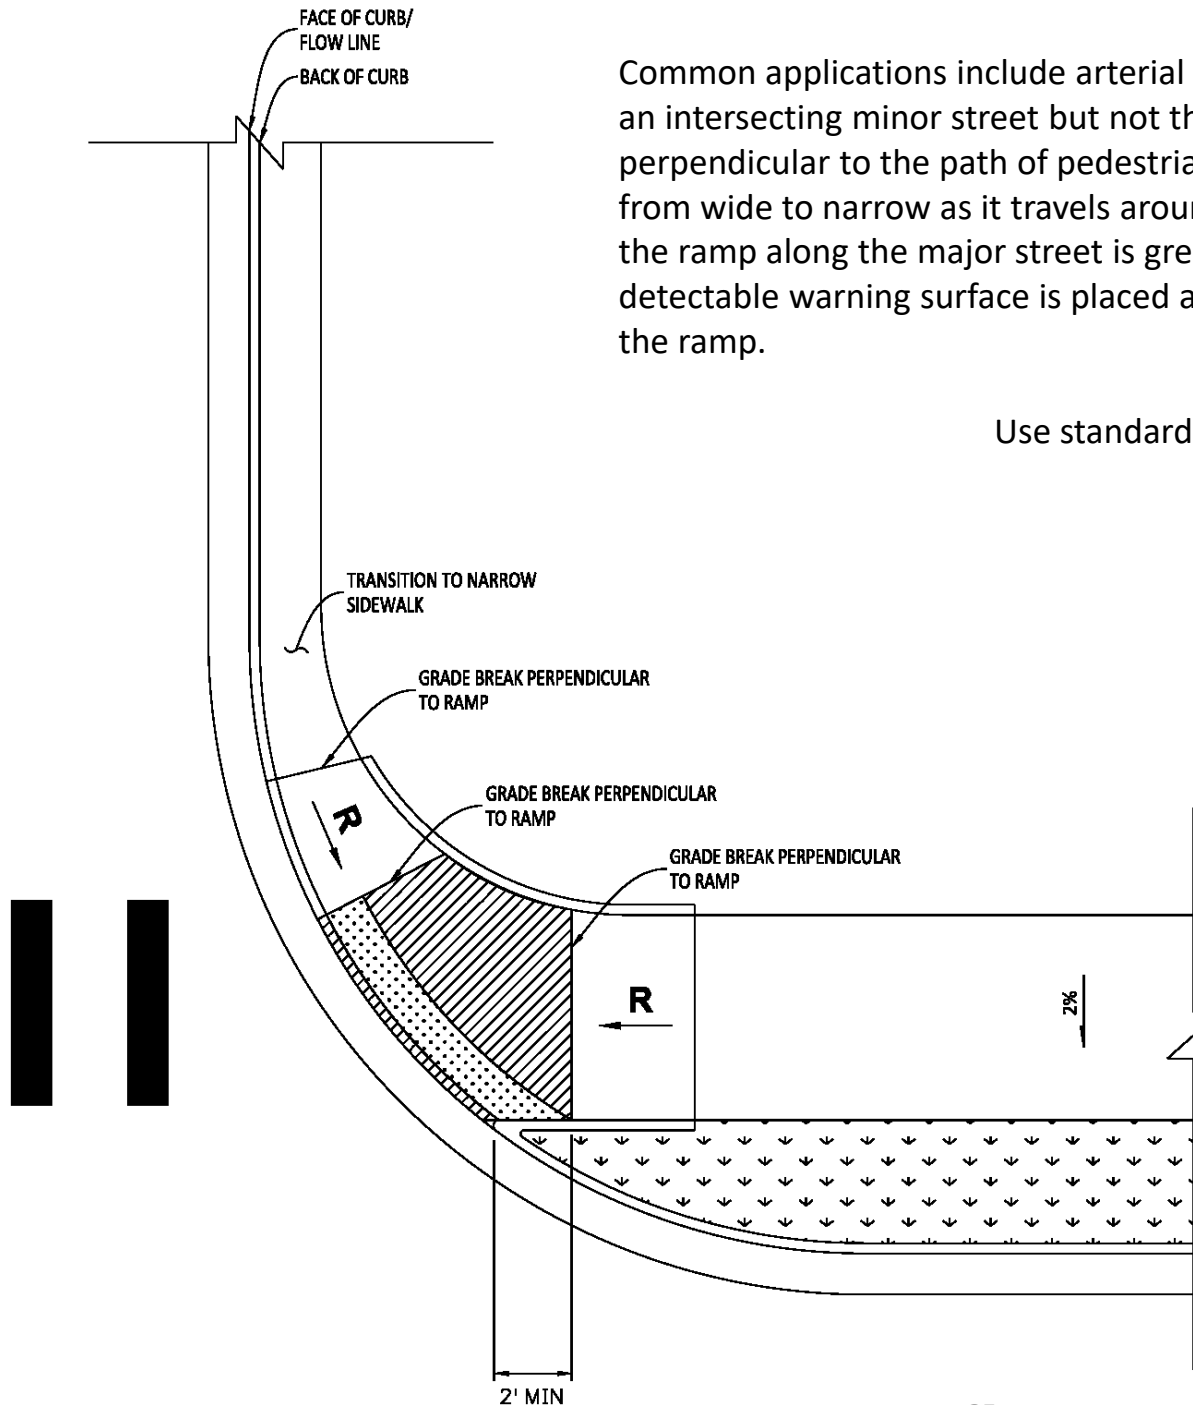 FACE OF CURB/
FLOW LINE
BACK OF CURB
Common applications include arterial
an intersecting minor street but not th
perpendicular to the path of pedestria
from wide to narrow as it travels arou
the ramp along the major street is gre
detectable warning surface is placed a
the ramp.
Use standard
TRANSITION TO NARROW
SIDEWALK
GRADE BREAK PERPENDICULAR
TO RAMP
GRADE BREAK PERPENDICULAR
TO RAMP
GRADE BREAK PERPENDICULAR
TO RAMP
R
R
2%
2' MIN